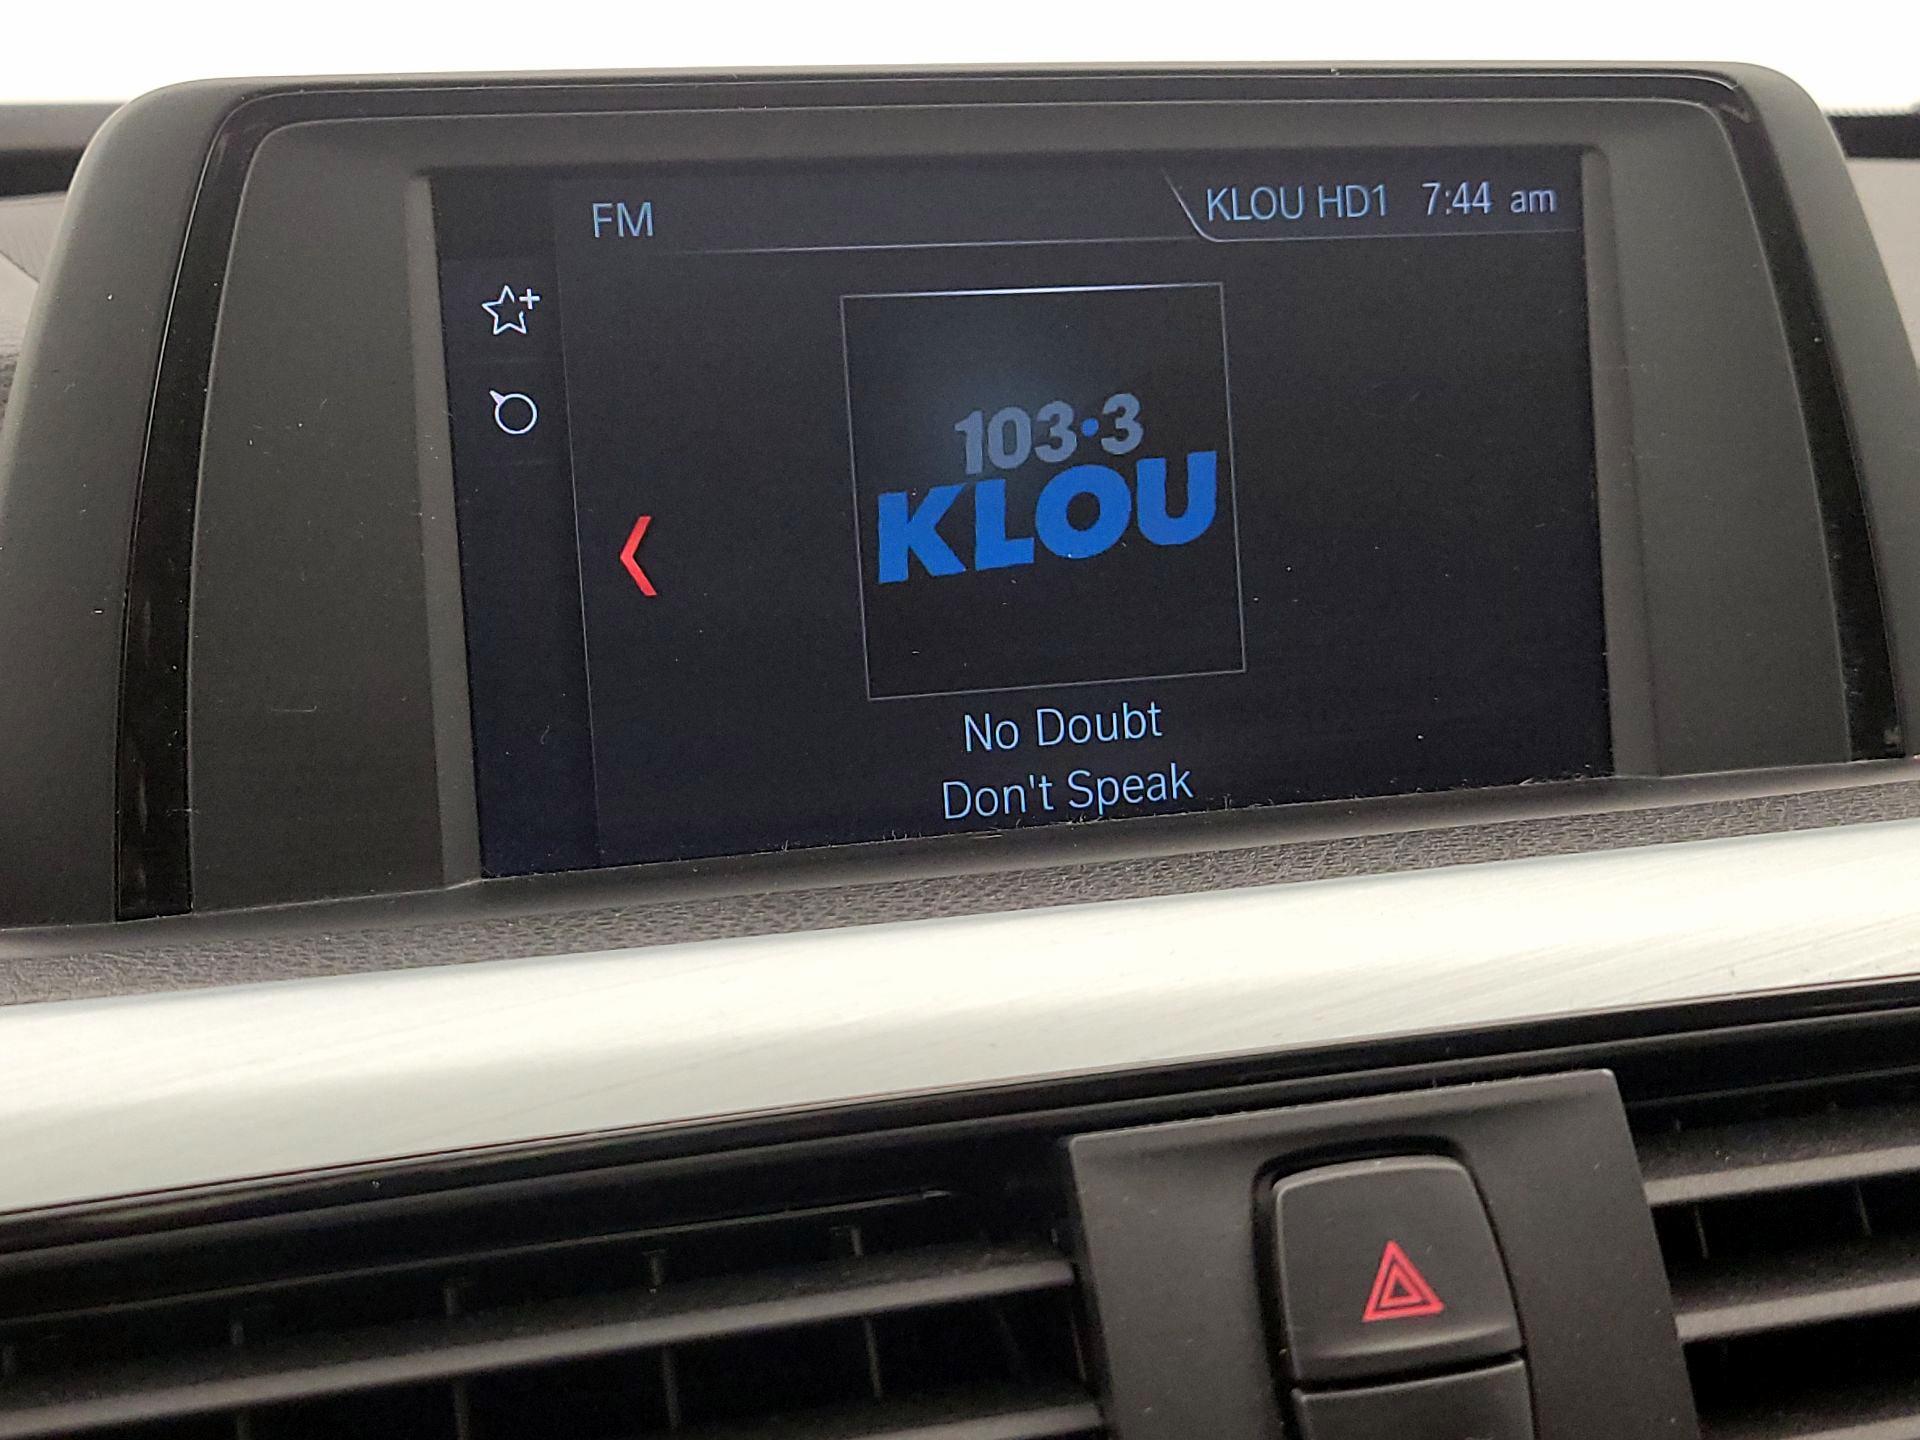 FM
KLOU HD1 7:44 am
103·3
KLOU
No Doubt
Don't Speak